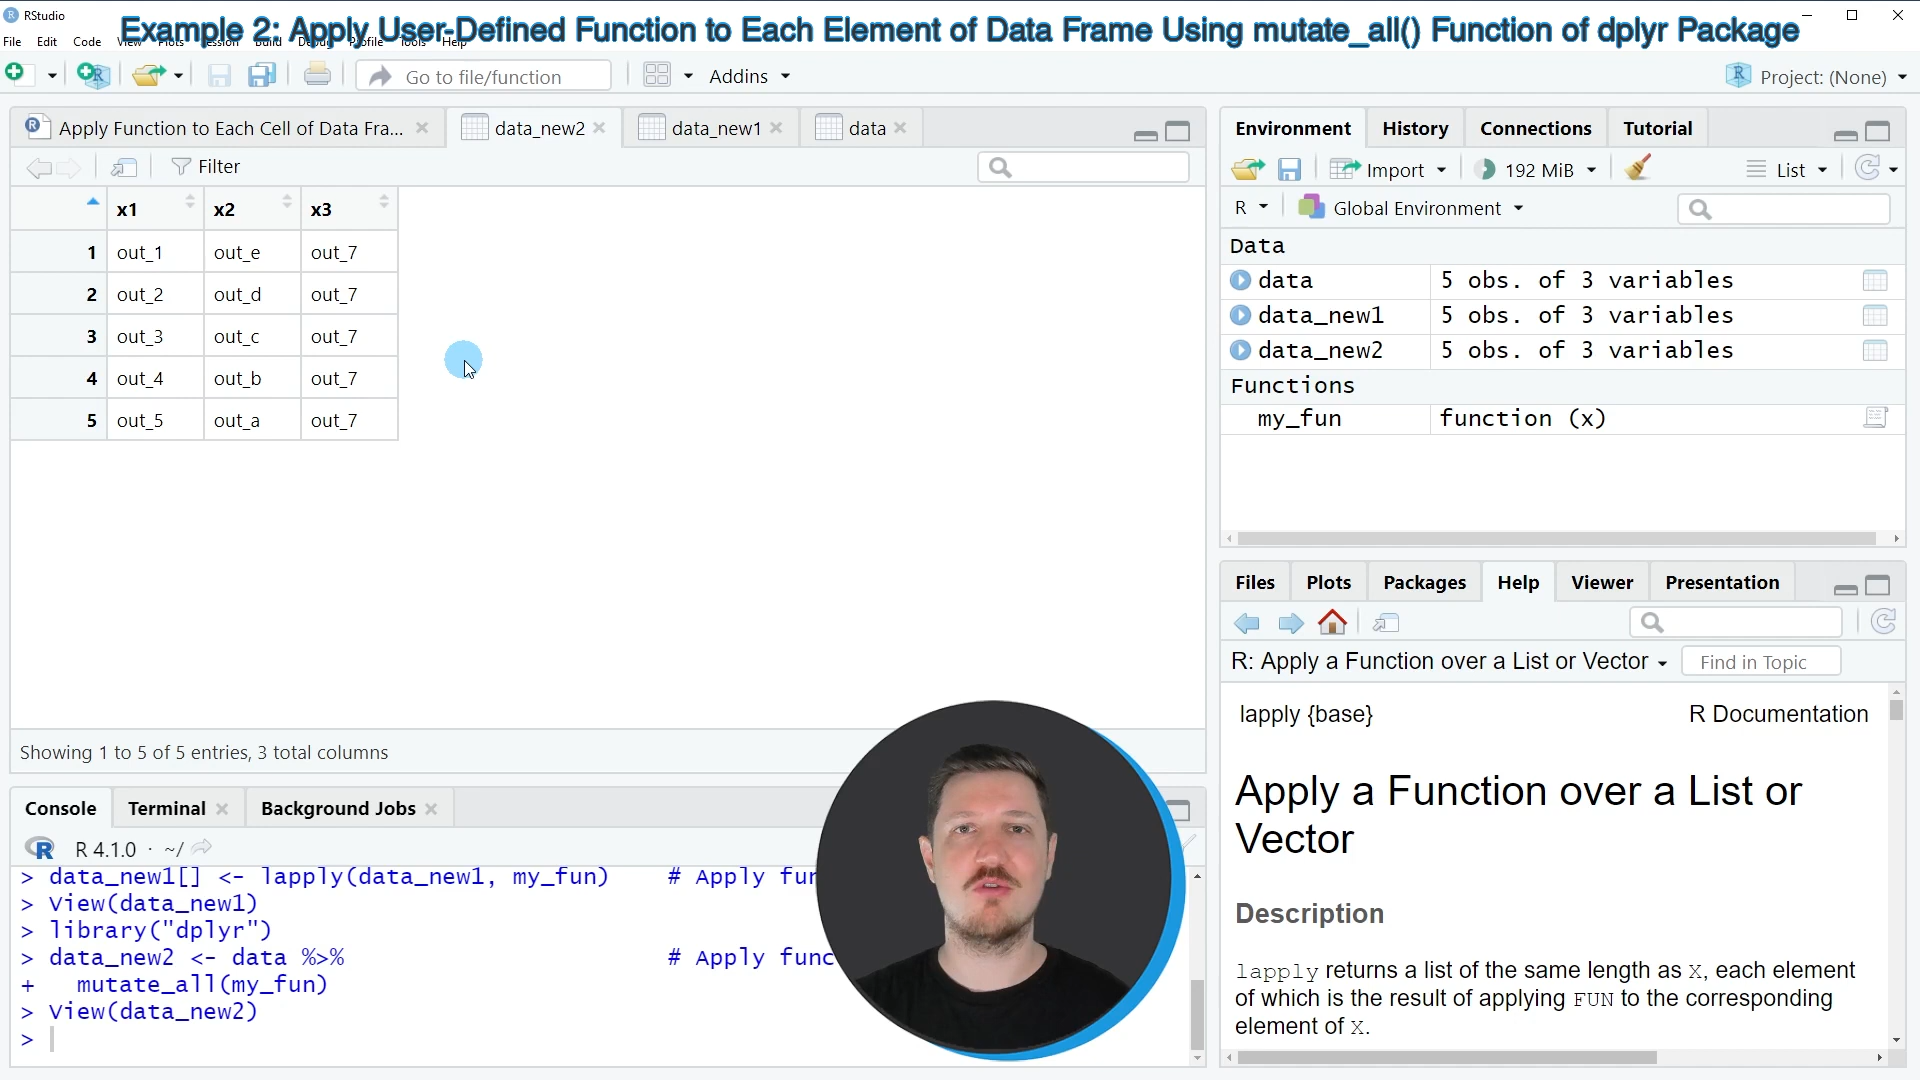 RStudio
Example 2: Apply User-Defined Function to Each Element of Data Frame Using mutate_all() Function of dplyr Package
File Edit Code View Plots Session Build Debug Profile Tools Help
Go to file/function
Addins
Project: (None)
Apply Function to Each Cell of Data Fra...
data_new2
data_new1
data
Filter
x1 x2 x3
1 out_1 out_e out_7
2 out_2 out_d out_7
3 out_3 out_c out_7
4 out_4 out_b out_7
5 out_5 out_a out_7
Showing 1 to 5 of 5 entries, 3 total columns
Console Terminal Background Jobs
R 4.1.0 · ~/
> data_new1[] <- lapply(data_new1, my_fun) # Apply fun
> View(data_new1)
> library("dplyr")
> data_new2 <- data %>% # Apply func
+ mutate_all(my_fun)
> View(data_new2)
>
Environment History Connections Tutorial
Import
192 MiB
List
R
Global Environment
Data
data 5 obs. of 3 variables
data_new1 5 obs. of 3 variables
data_new2 5 obs. of 3 variables
Functions
my_fun function (x)
Files Plots Packages Help Viewer Presentation
R: Apply a Function over a List or Vector
Find in Topic
lapply {base} R Documentation
Apply a Function over a List or
Vector
Description
lapply returns a list of the same length as X, each element
of which is the result of applying FUN to the corresponding
element of X.